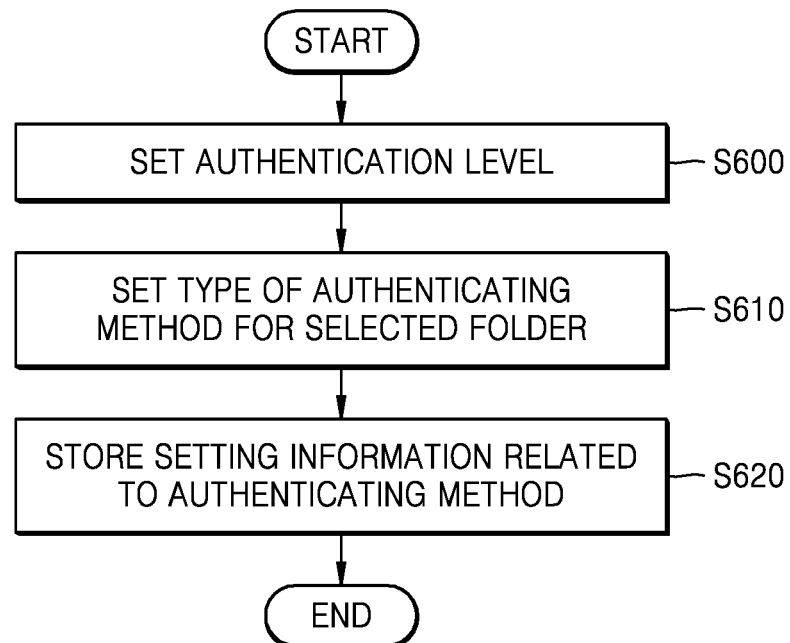 START
SET AUTHENTICATION LEVEL
S600
SET TYPE OF AUTHENTICATING
METHOD FOR SELECTED FOLDER
S610
STORE SETTING INFORMATION RELATED
TO AUTHENTICATING METHOD
S620
END